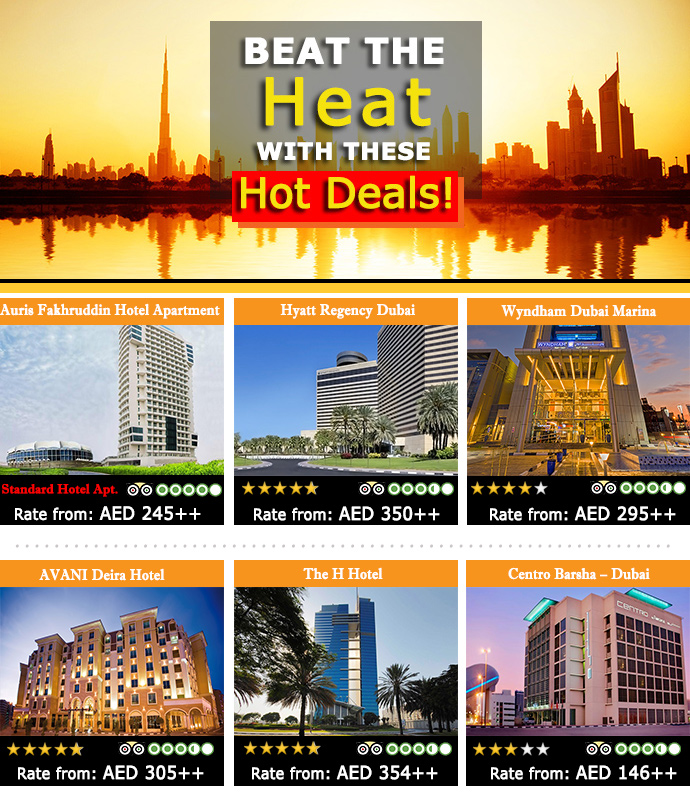 BEAT THE
Heat
WITH THESE
Hot Deals!
Auris Fakhruddin Hotel Apartment
Hyatt Regency Dubai
Wyndham Dubai Marina
WYNDHAM
Standard Hotel Apt.
Rate from: AED 245++
Rate from: AED 350++
Rate from: AED 295++
AVANI Deira Hotel
The H Hotel
Centro Barsha – Dubai
CENTRO
Rate from: AED 305++
Rate from: AED 354++
Rate from: AED 146++